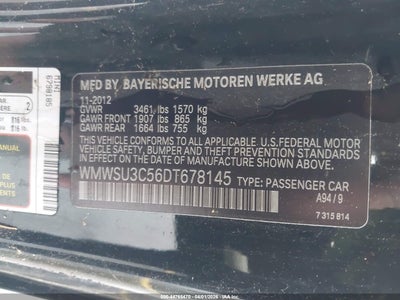 MFD BY BAYERISCHE MOTOREN WERKE AG
11-2012
GVWR 3461 lbs 1570 kg
GAWR FRONT 1907 lbs 865 kg
GAWR REAR 1664 lbs 755 kg
THIS VEHICLE CONFORMS TO ALL APPLICABLE U.S.FEDERAL MOTOR
VEHICLE SAFETY, BUMPER, AND THEFT PREVENTION STANDARDS
IN EFFECT ON THE DATE OF MANUFACTURE SHOWN ABOVE.
WMWSU3C56DT678145 TYPE: PASSENGER CAR
A94/9
7 315 814
MINI
6798185
2